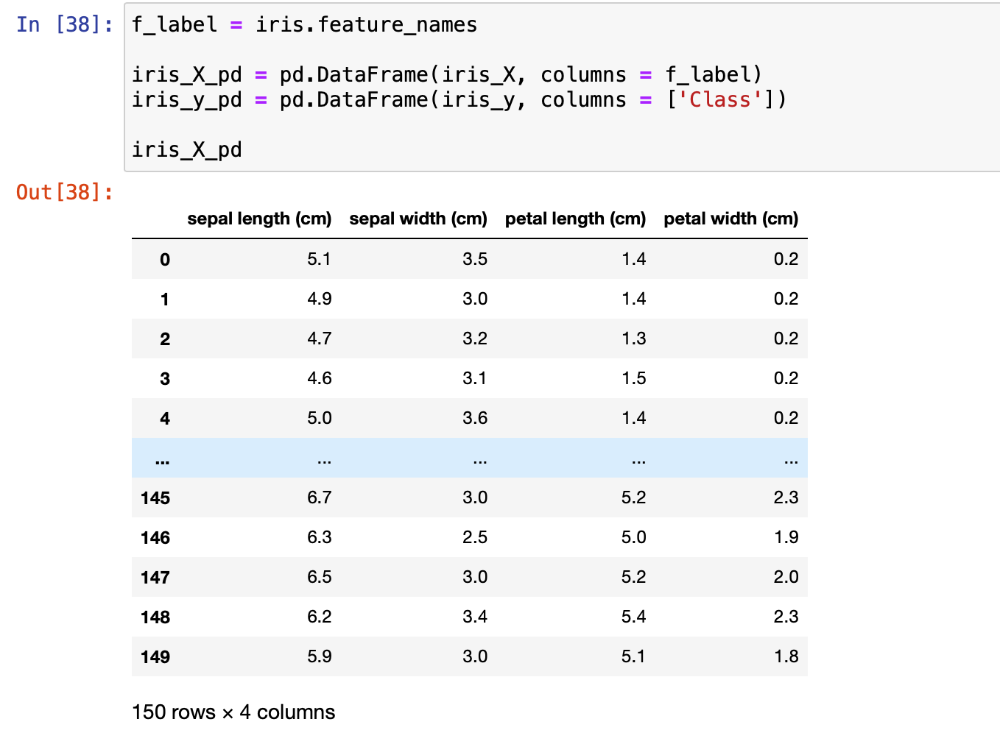 In [38]: f_label = iris.feature_names
iris_X_pd = pd.DataFrame(iris_X, columns = f_label)
iris_y_pd = pd.DataFrame(iris_y, columns = ['Class'])
iris_X_pd
Out[38]:
sepal length (cm) sepal width (cm) petal length (cm) petal width (cm)
0 5.1 3.5 1.4 0.2
1 4.9 3.0 1.4 0.2
2 4.7 3.2 1.3 0.2
3 4.6 3.1 1.5 0.2
4 5.0 3.6 1.4 0.2
... ... ... ... ...
145 6.7 3.0 5.2 2.3
146 6.3 2.5 5.0 1.9
147 6.5 3.0 5.2 2.0
148 6.2 3.4 5.4 2.3
149 5.9 3.0 5.1 1.8
150 rows × 4 columns